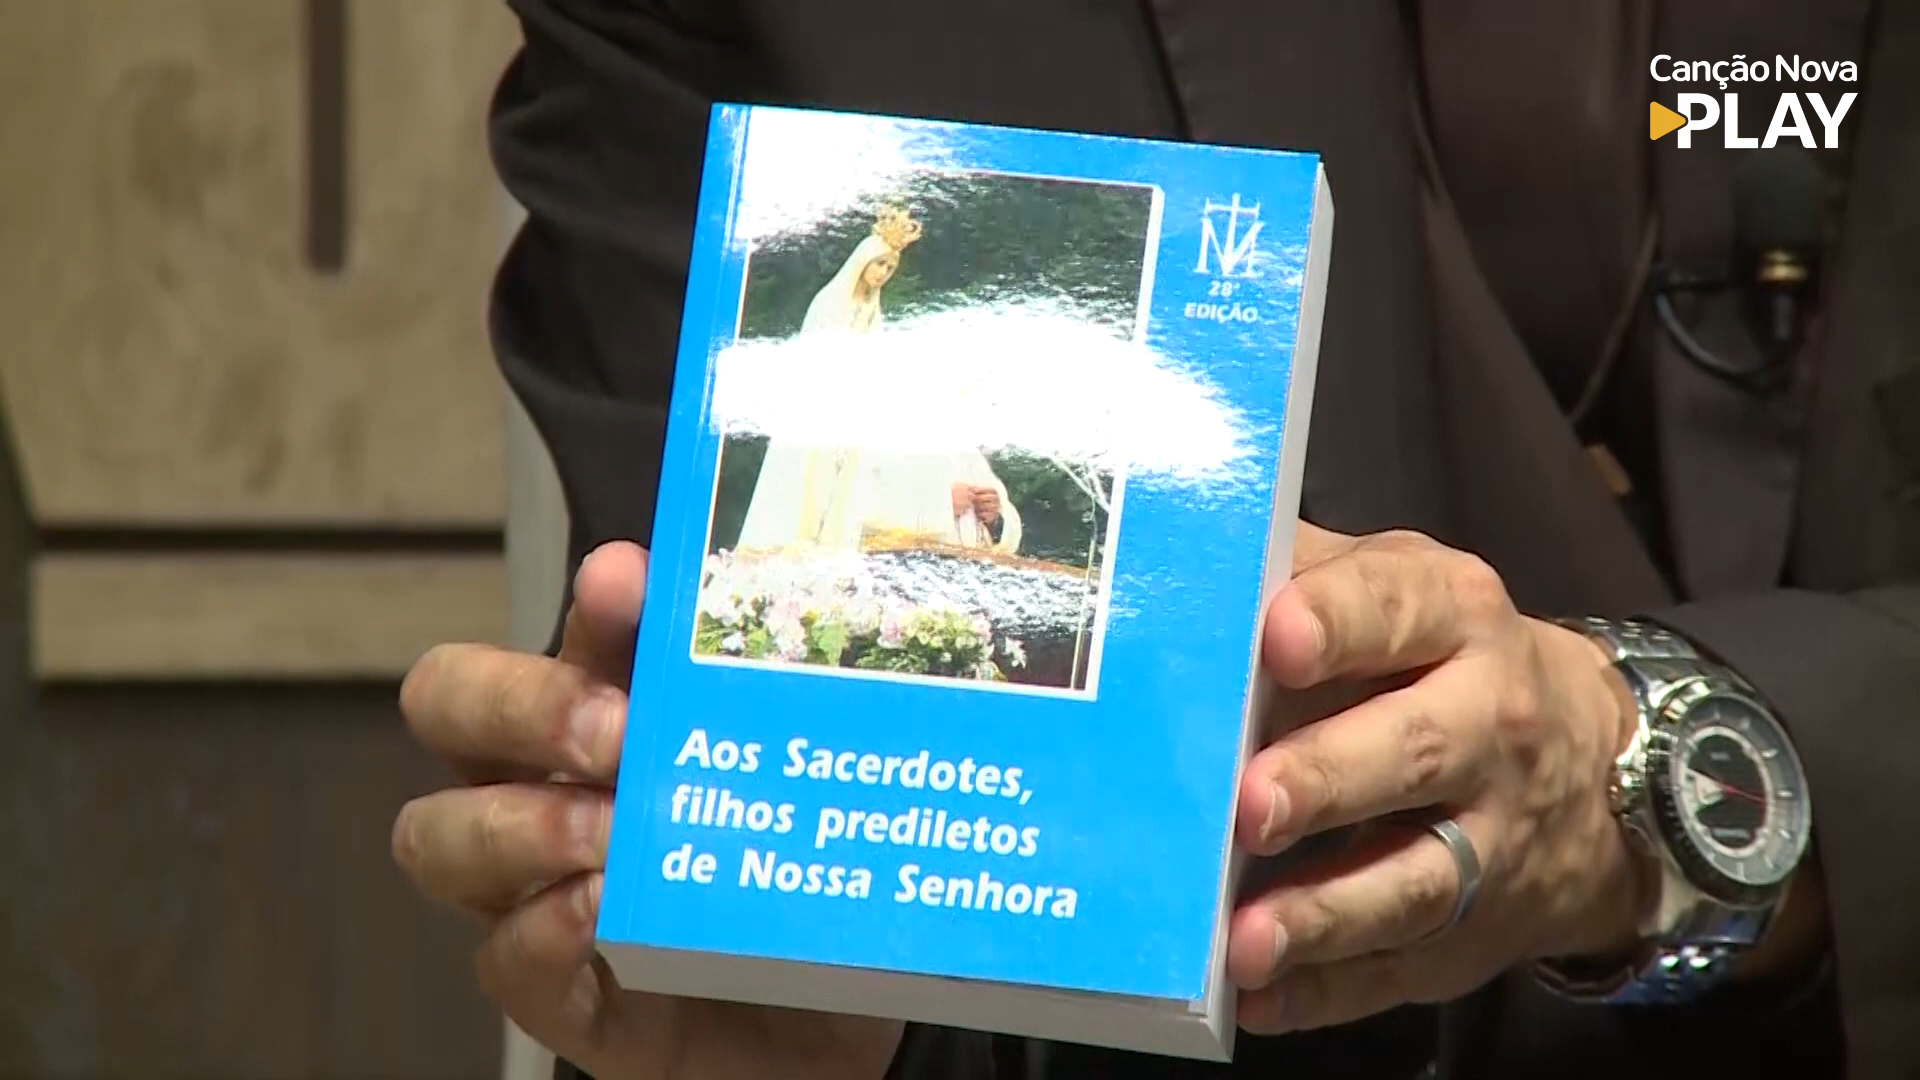 Canção Nova
PLAY
28ª
EDIÇÃO
Aos Sacerdotes,
filhos prediletos
de Nossa Senhora